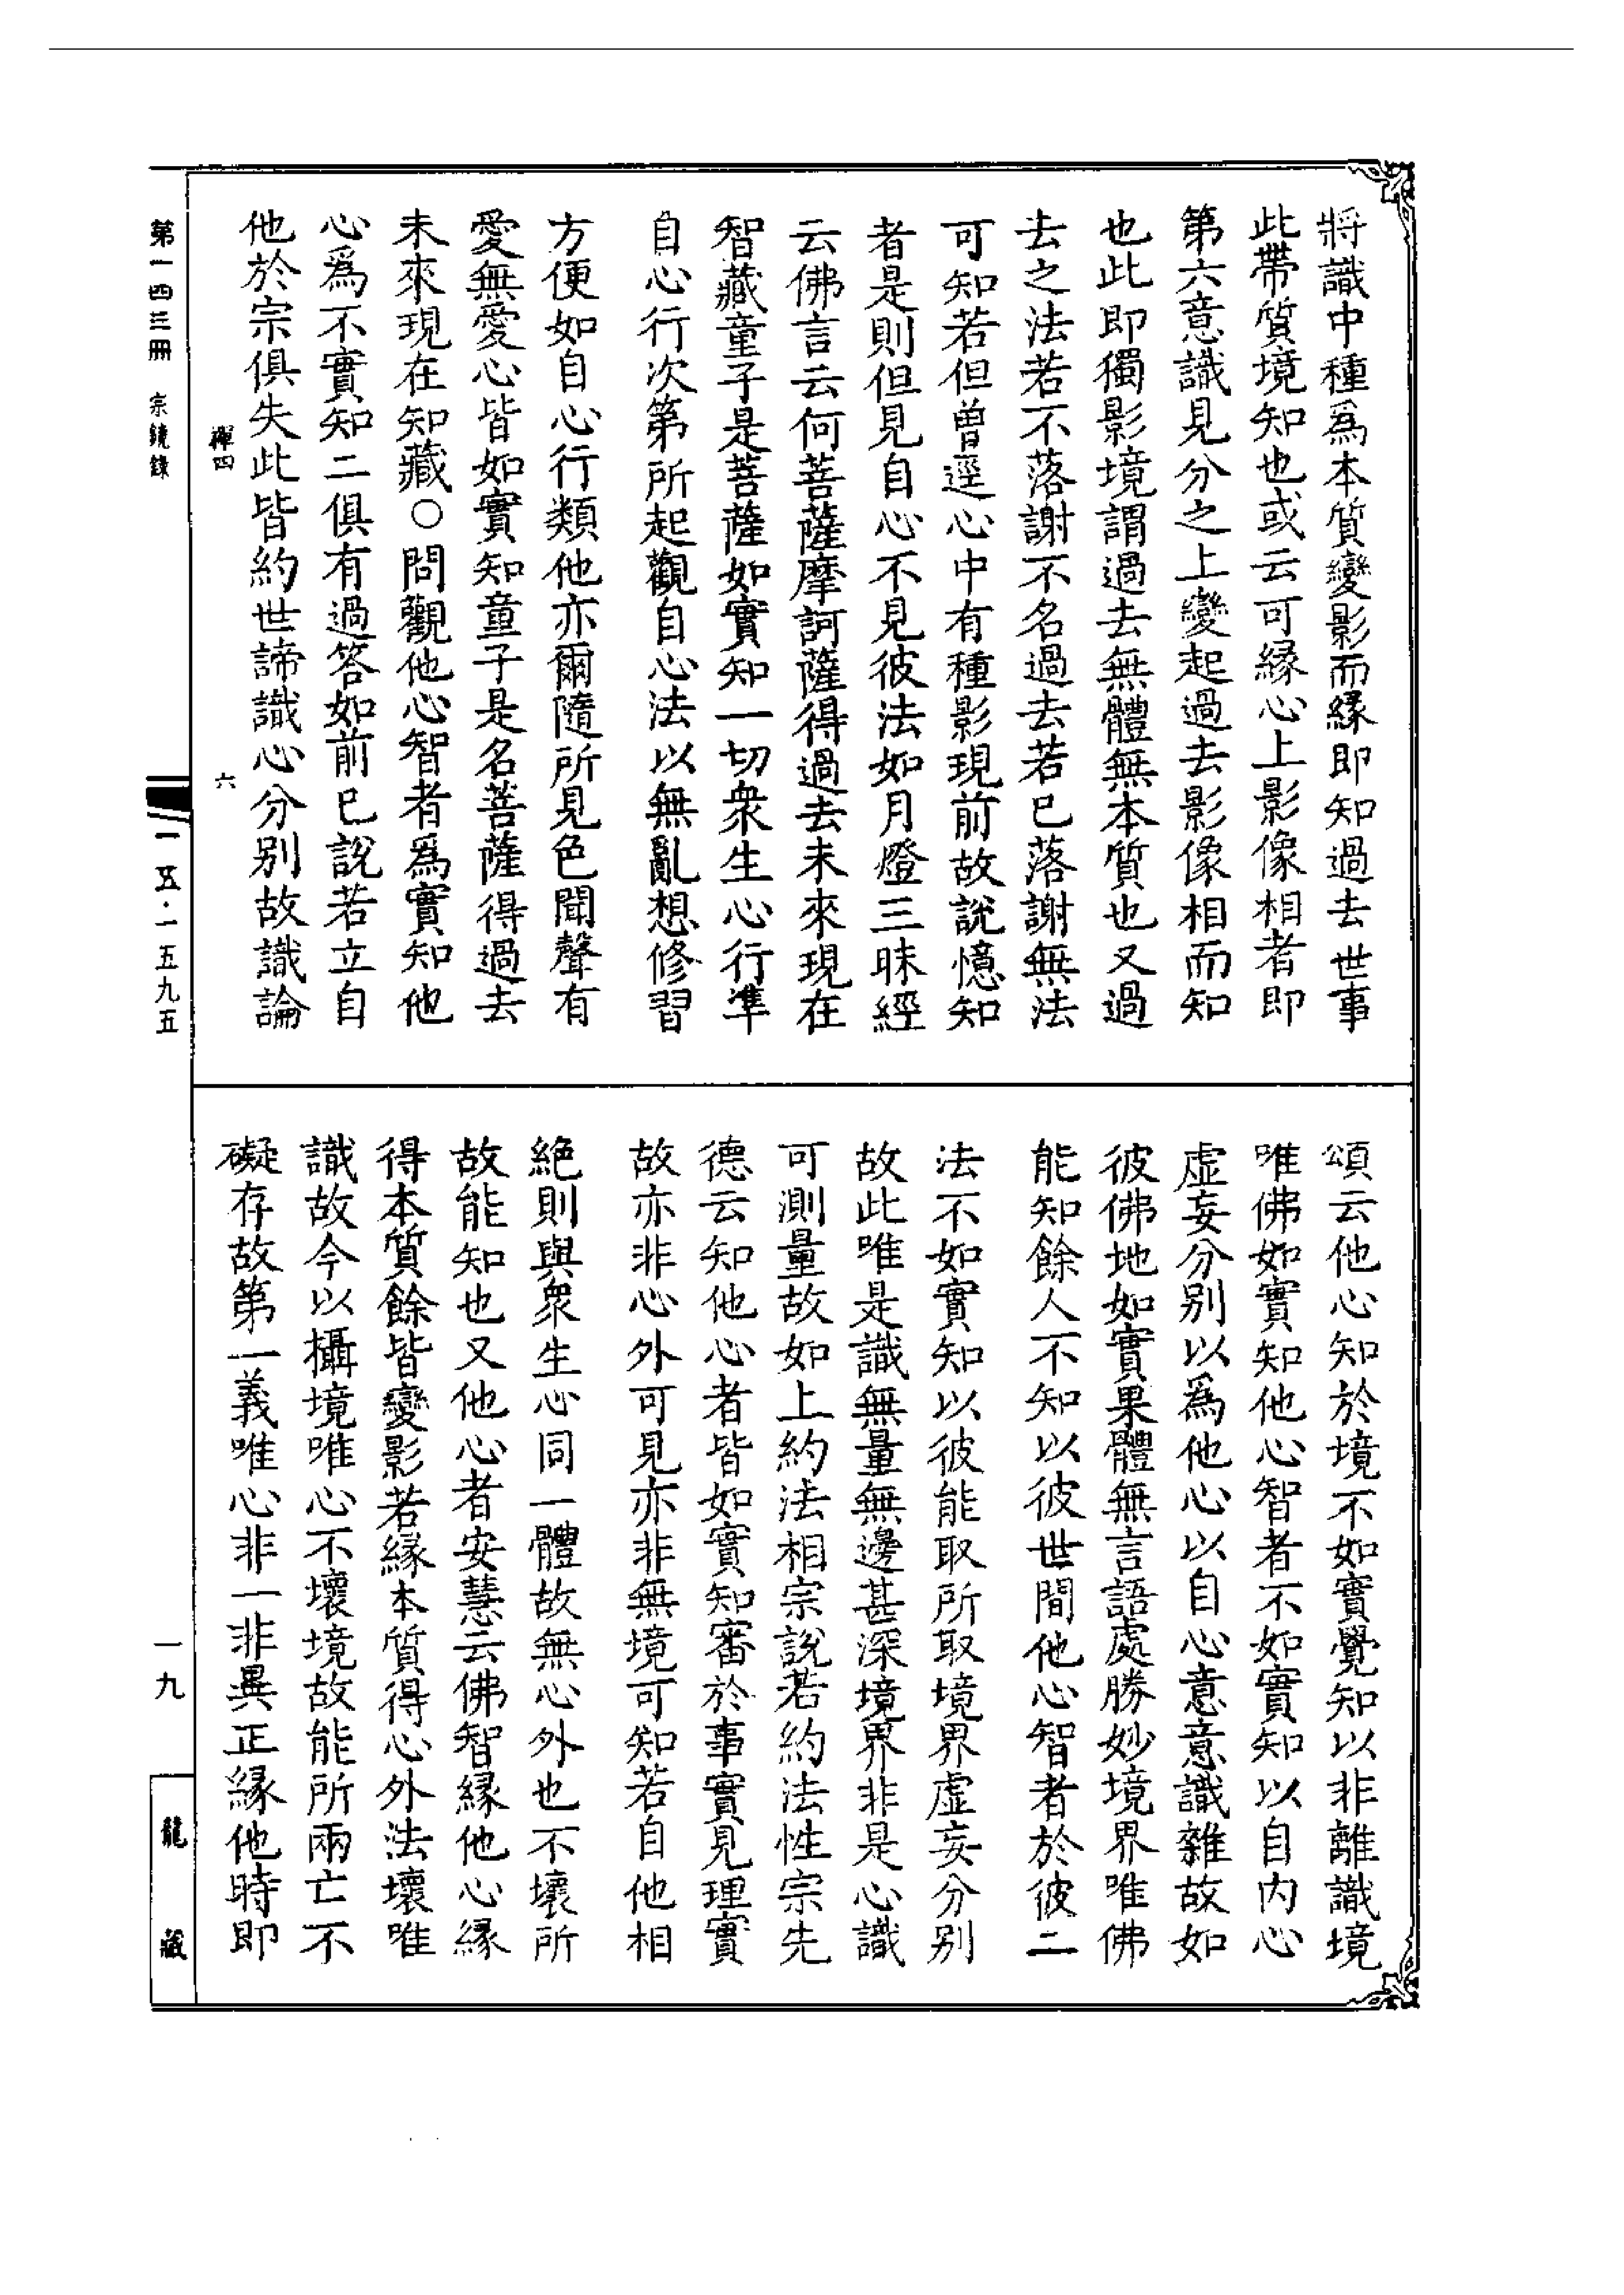 將識中種爲本質變影而縁即知過去世事
此帶質境知也或云可縁心上影像相者即
第六意識見分之上變起過去影像相而知
也此即獨影境謂過去無體無本質也又過
去之法若不落謝不名過去若已落謝無法
可知若但曽逕心中有種影現前故說憶知
者是則但見自心不見彼法如月燈三昧經
云佛言云何菩薩摩訶薩得過去未來現在
智藏童子是菩薩如實知一切衆生心行準
自心行次第所起觀自心法以無亂想修習
方便如自心行類他亦爾隨所見色聞聲有
愛無愛心皆如實知童子是名菩薩得過去
未來現在知藏○問觀他心智者爲實知他
心爲不實知二俱有過答如前已說若立自
他於宗俱失此皆約世諦識心分别故識論
頌云他心知於境不如實覺知以非離識境
唯佛如實知他心智者不如實知以自内心
虛妄分别以爲他心以自心意意識雜故如
彼佛地如實果體無言語處勝妙境界唯佛
能知餘人不知以彼世間他心智者於彼二
法不如實知以彼能取所取境界虛妄分别
故此唯是識無量無邊甚深境界非是心識
可測量故如上約法相宗說若約法性宗先
德云知他心者皆如實知審於事實見理實
故亦非心外可見亦非無境可知若自他相
絕則與衆生心同一體故無心外也不壞所
故能知也又他心者安慧云佛智縁他心縁
得本質餘皆變影若縁本質得心外法壞唯
識故今以攝境唯心不壞境故能所兩亡不
礙存故第一義唯心非一非異正縁他時即
禪四
六
第一四三冊 宗鏡錄
一五·一五九五
一九
龍藏